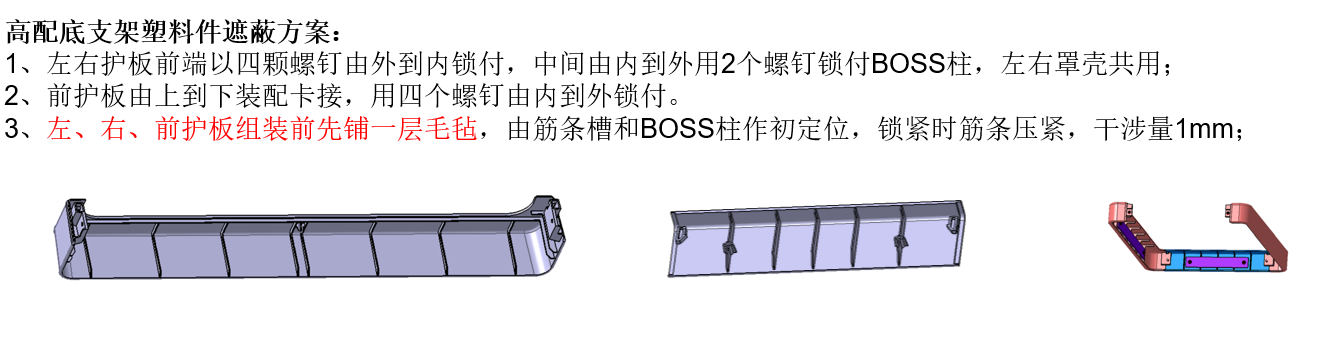 高配底支架塑料件遮蔽方案：
1、左右护板前端以四颗螺钉由外到内锁付，中间由内到外用2个螺钉锁付BOSS柱，左右罩壳共用；
2、前护板由上到下装配卡接，用四个螺钉由内到外锁付。
3、左、右、前护板组装前先铺一层毛毡，由筋条槽和BOSS柱作初定位，锁紧时筋条压紧，干涉量1mm；